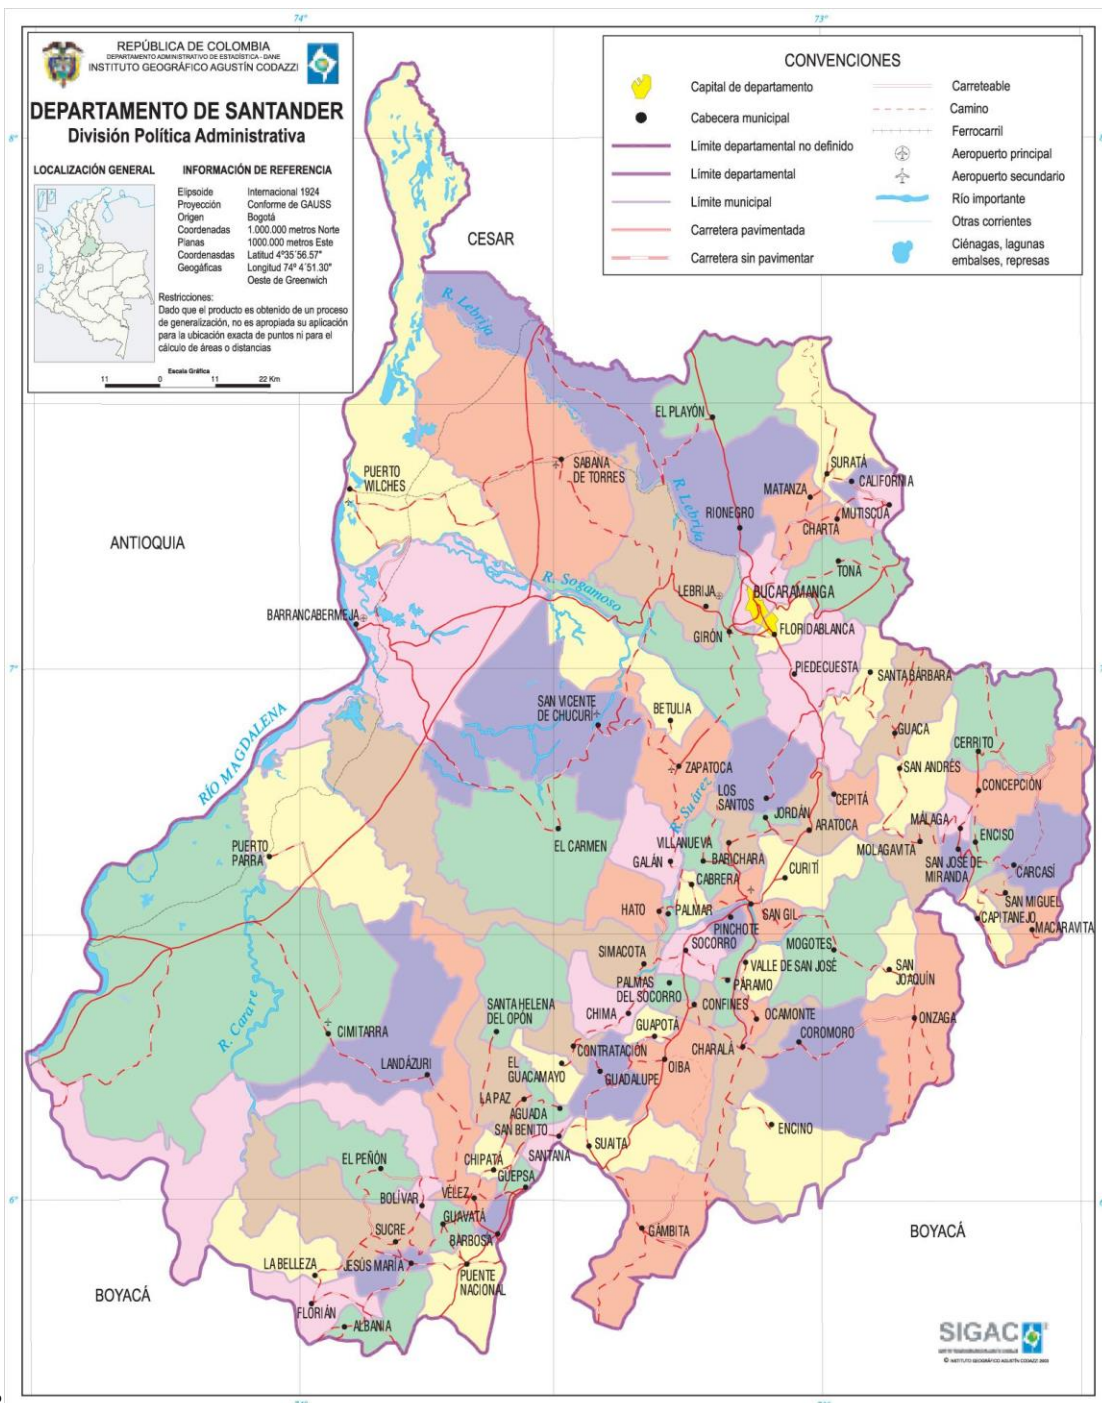 74°
73°
REPÚBLICA DE COLOMBIA
DEPARTAMENTO ADMINISTRATIVO DE ESTADÍSTICA - DANE
INSTITUTO GEOGRÁFICO AGUSTÍN CODAZZI
DEPARTAMENTO DE SANTANDER
División Política Administrativa
LOCALIZACIÓN GENERAL
INFORMACIÓN DE REFERENCIA
Elipsoide Internacional 1924
Proyección Conforme de GAUSS
Origen Bogotá
Coordenadas 1.000.000 metros Norte
Planas 1000.000 metros Este
Coordenasdas Latitud 4°35´56.57"
Geogáficas Longitud 74° 4´51.30"
Oeste de Greenwich
Restricciones:
Dado que el producto es obtenido de un proceso
de generalización, no es apropiada su aplicación
para la ubicación exacta de puntos ni para el
cálculo de áreas o distancias
Escala Gráfica
11 0 11 22 Km
CONVENCIONES
Capital de departamento
Cabecera municipal
Límite departamental no definido
Límite departamental
Límite municipal
Carretera pavimentada
Carretera sin pavimentar
Carreteable
Camino
Ferrocarril
Aeropuerto principal
Aeropuerto secundario
Río importante
Otras corrientes
Ciénagas, lagunas
embalses, represas
8°
8°
CESAR
R. Lebrija
EL PLAYÓN
PUERTO
WILCHES
SABANA
DE TORRES
SURATÁ
CALIFORNIA
MATANZA
MUTISCUA
CHARTA
R. Lebrija
RIONEGRO
ANTIOQUIA
TONA
R. Sogamoso
LEBRIJA
BUCARAMANGA
BARRANCABERMEJA
GIRÓN
FLORIDABLANCA
7°
7°
PIEDECUESTA
SANTA BÁRBARA
SAN VICENTE
DE CHUCURÍ
BETULIA
GUACA
CERRITO
RÍO MAGDALENA
ZAPATOCA
SAN ANDRÉS
CONCEPCIÓN
LOS
SANTOS
CEPITÁ
R. Suárez
JORDÁN
ARATOCA
MÁLAGA
ENCISO
PUERTO
PARRA
EL CARMEN
VILLANUEVA
GALÁN
BARICHARA
MOLAGAVITA
SAN JOSÉ DE
MIRANDA
CARCASÍ
CURITÍ
CABRERA
SAN MIGUEL
HATO
PALMAR
SAN GIL
CAPITANEJO
PINCHOTE
MACARAVITA
SIMACOTA
SOCORRO
MOGOTES
VALLE DE SAN JOSÉ
SAN
JOAQUÍN
PALMAS
DEL SOCORRO
PÁRAMO
R. Carare
SANTA HELENA
DEL OPÓN
CHIMA
CONFINES
OCAMONTE
ONZAGA
CIMITARRA
GUAPOTÁ
COROMORO
CONTRATACIÓN
CHARALÁ
LANDÁZURI
EL
GUACAMAYO
GUADALUPE
OIBA
LA PAZ
AGUADA
SAN BENITO
ENCINO
SUAITA
SANTANA
EL PEÑÓN
CHIPATÁ
GÜEPSA
6°
6°
BOLÍVAR
VÉLEZ
GUAVATÁ
SUCRE
BARBOSA
GÁMBITA
BOYACÁ
LA BELLEZA
JESÚS MARÍA
PUENTE
NACIONAL
BOYACÁ
FLORIÁN
ALBANIA
SIGAC
© INSTITUTO GEOGRÁFICO AGUSTÍN CODAZZI